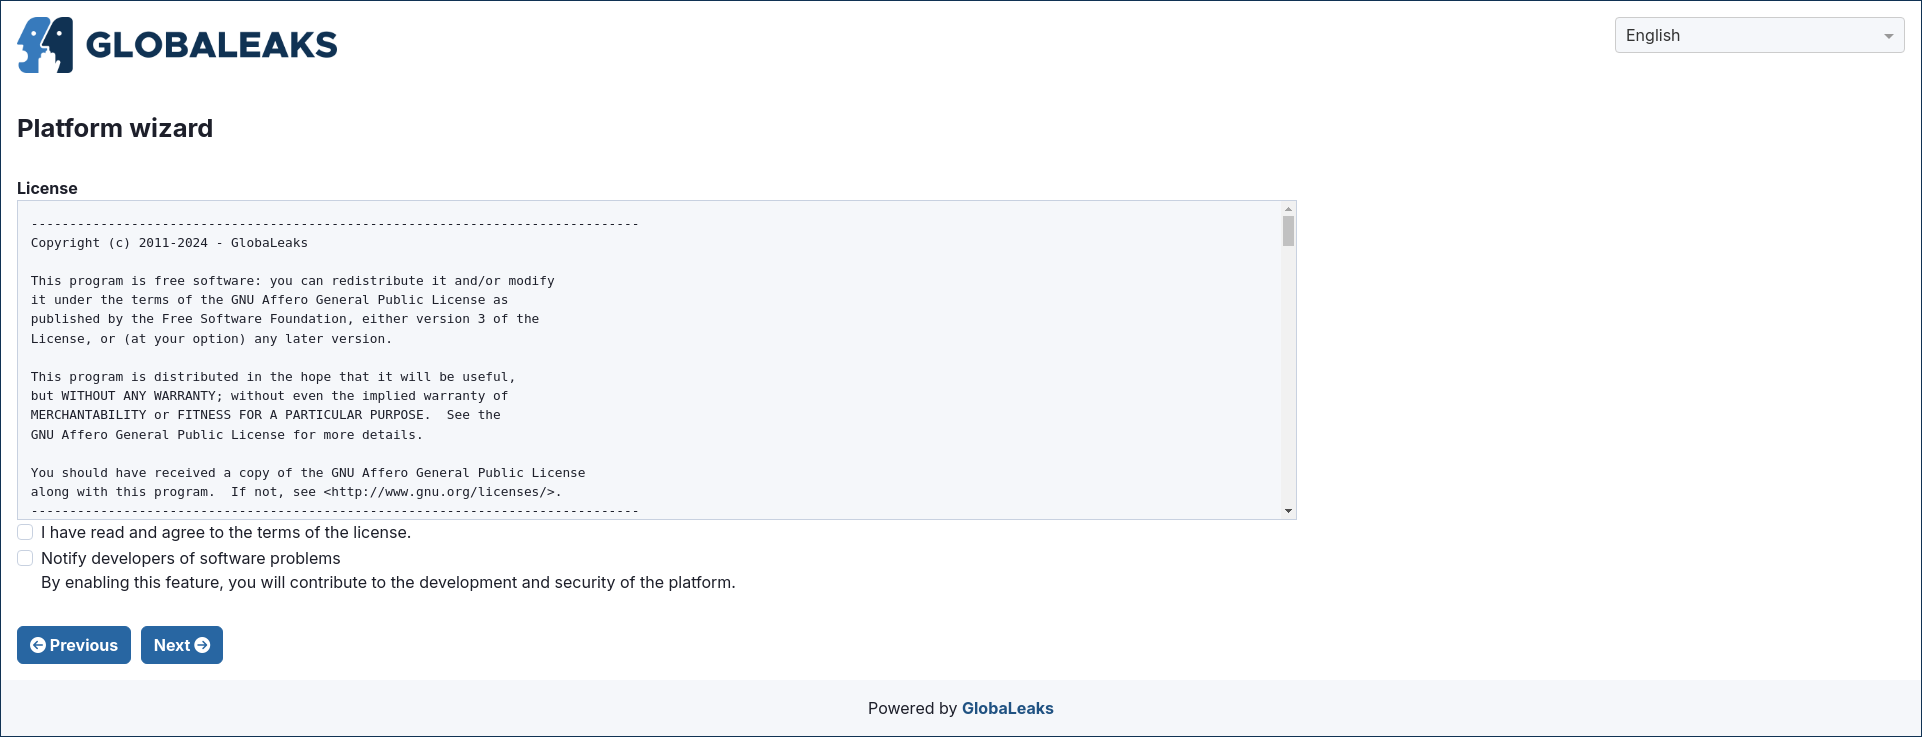 GLOBALEAKS
English
Platform wizard
License
-------------------------------------------------------------------------------
Copyright (c) 2011-2024 - GlobaLeaks
This program is free software: you can redistribute it and/or modify
it under the terms of the GNU Affero General Public License as
published by the Free Software Foundation, either version 3 of the
License, or (at your option) any later version.
This program is distributed in the hope that it will be useful,
but WITHOUT ANY WARRANTY; without even the implied warranty of
MERCHANTABILITY or FITNESS FOR A PARTICULAR PURPOSE.  See the
GNU Affero General Public License for more details.
You should have received a copy of the GNU Affero General Public License
along with this program.  If not, see <http://www.gnu.org/licenses/>.
-------------------------------------------------------------------------------
I have read and agree to the terms of the license.
Notify developers of software problems
By enabling this feature, you will contribute to the development and security of the platform.
Previous
Next
Powered by GlobaLeaks